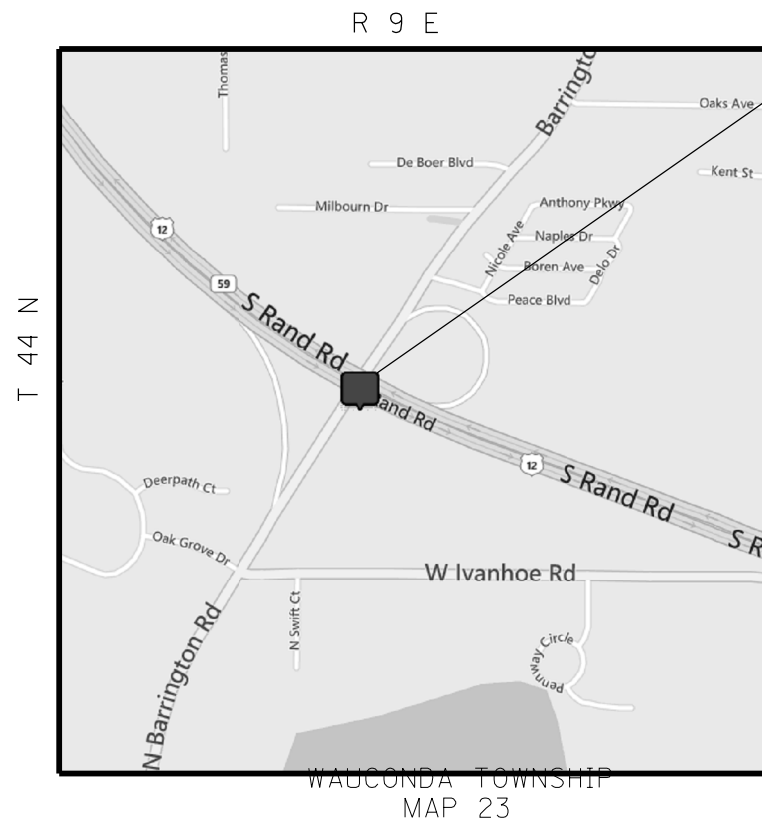 R 9 E
Thomas
Barringto
Oaks Ave
De Boer Blvd
Kent St
Milbourn Dr
Anthony Pkwy
12
Nicole Ave
Naples Dr
Boren Ave
Delo Dr
59
Peace Blvd
T 44 N
S Rand Rd
Rand Rd
12
S Rand Rd
Deerpath Ct
S R
Oak Grove Dr
W Ivanhoe Rd
N Swift Ct
N Barrington Rd
Pennway Circle
WAUCONDA TOWNSHIP
MAP 23